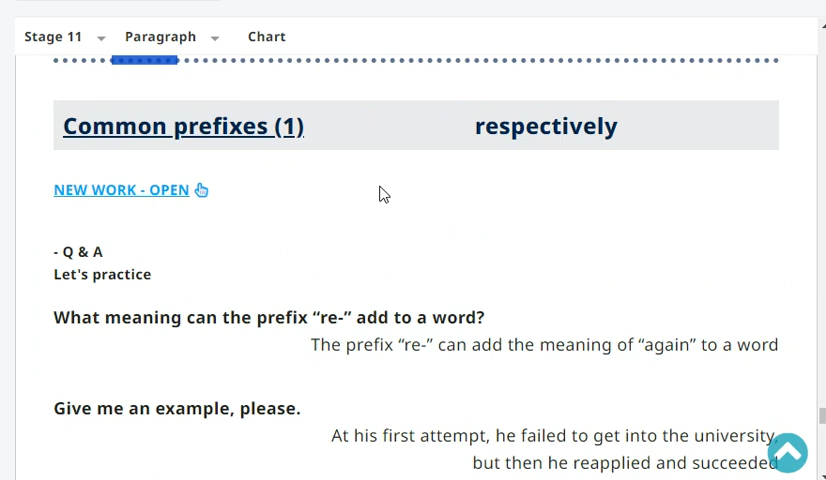 Stage 11 Paragraph Chart
Common prefixes (1) respectively
NEW WORK - OPEN
- Q & A
Let's practice
What meaning can the prefix “re-” add to a word?
The prefix “re-” can add the meaning of “again” to a word
Give me an example, please.
At his first attempt, he failed to get into the university,
but then he reapplied and succeeded